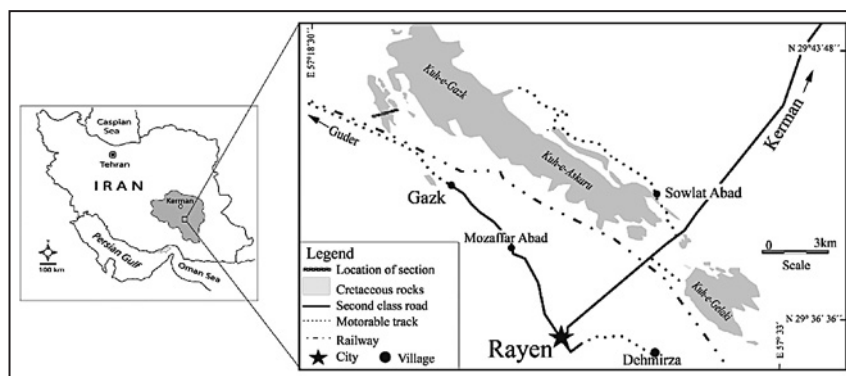 Caspian
Sea
Tehran
IRAN
Kerman
Persian Gulf
Oman Sea
100 km
E 57°18´30´´
N 29°43´48´´
Kuh-e-Gazk
Guder
Kerman
Kuh-e-Askaru
Sowlat Abad
Gazk
Mozaffar Abad
0 3km
Scale
Legend
Location of section
Cretaceous rocks
Second class road
Motorable track
Railway
City Village
Kuh-e-Gelaki
N 29°36´36´´
Rayen
Dehmirza
E 57°33´